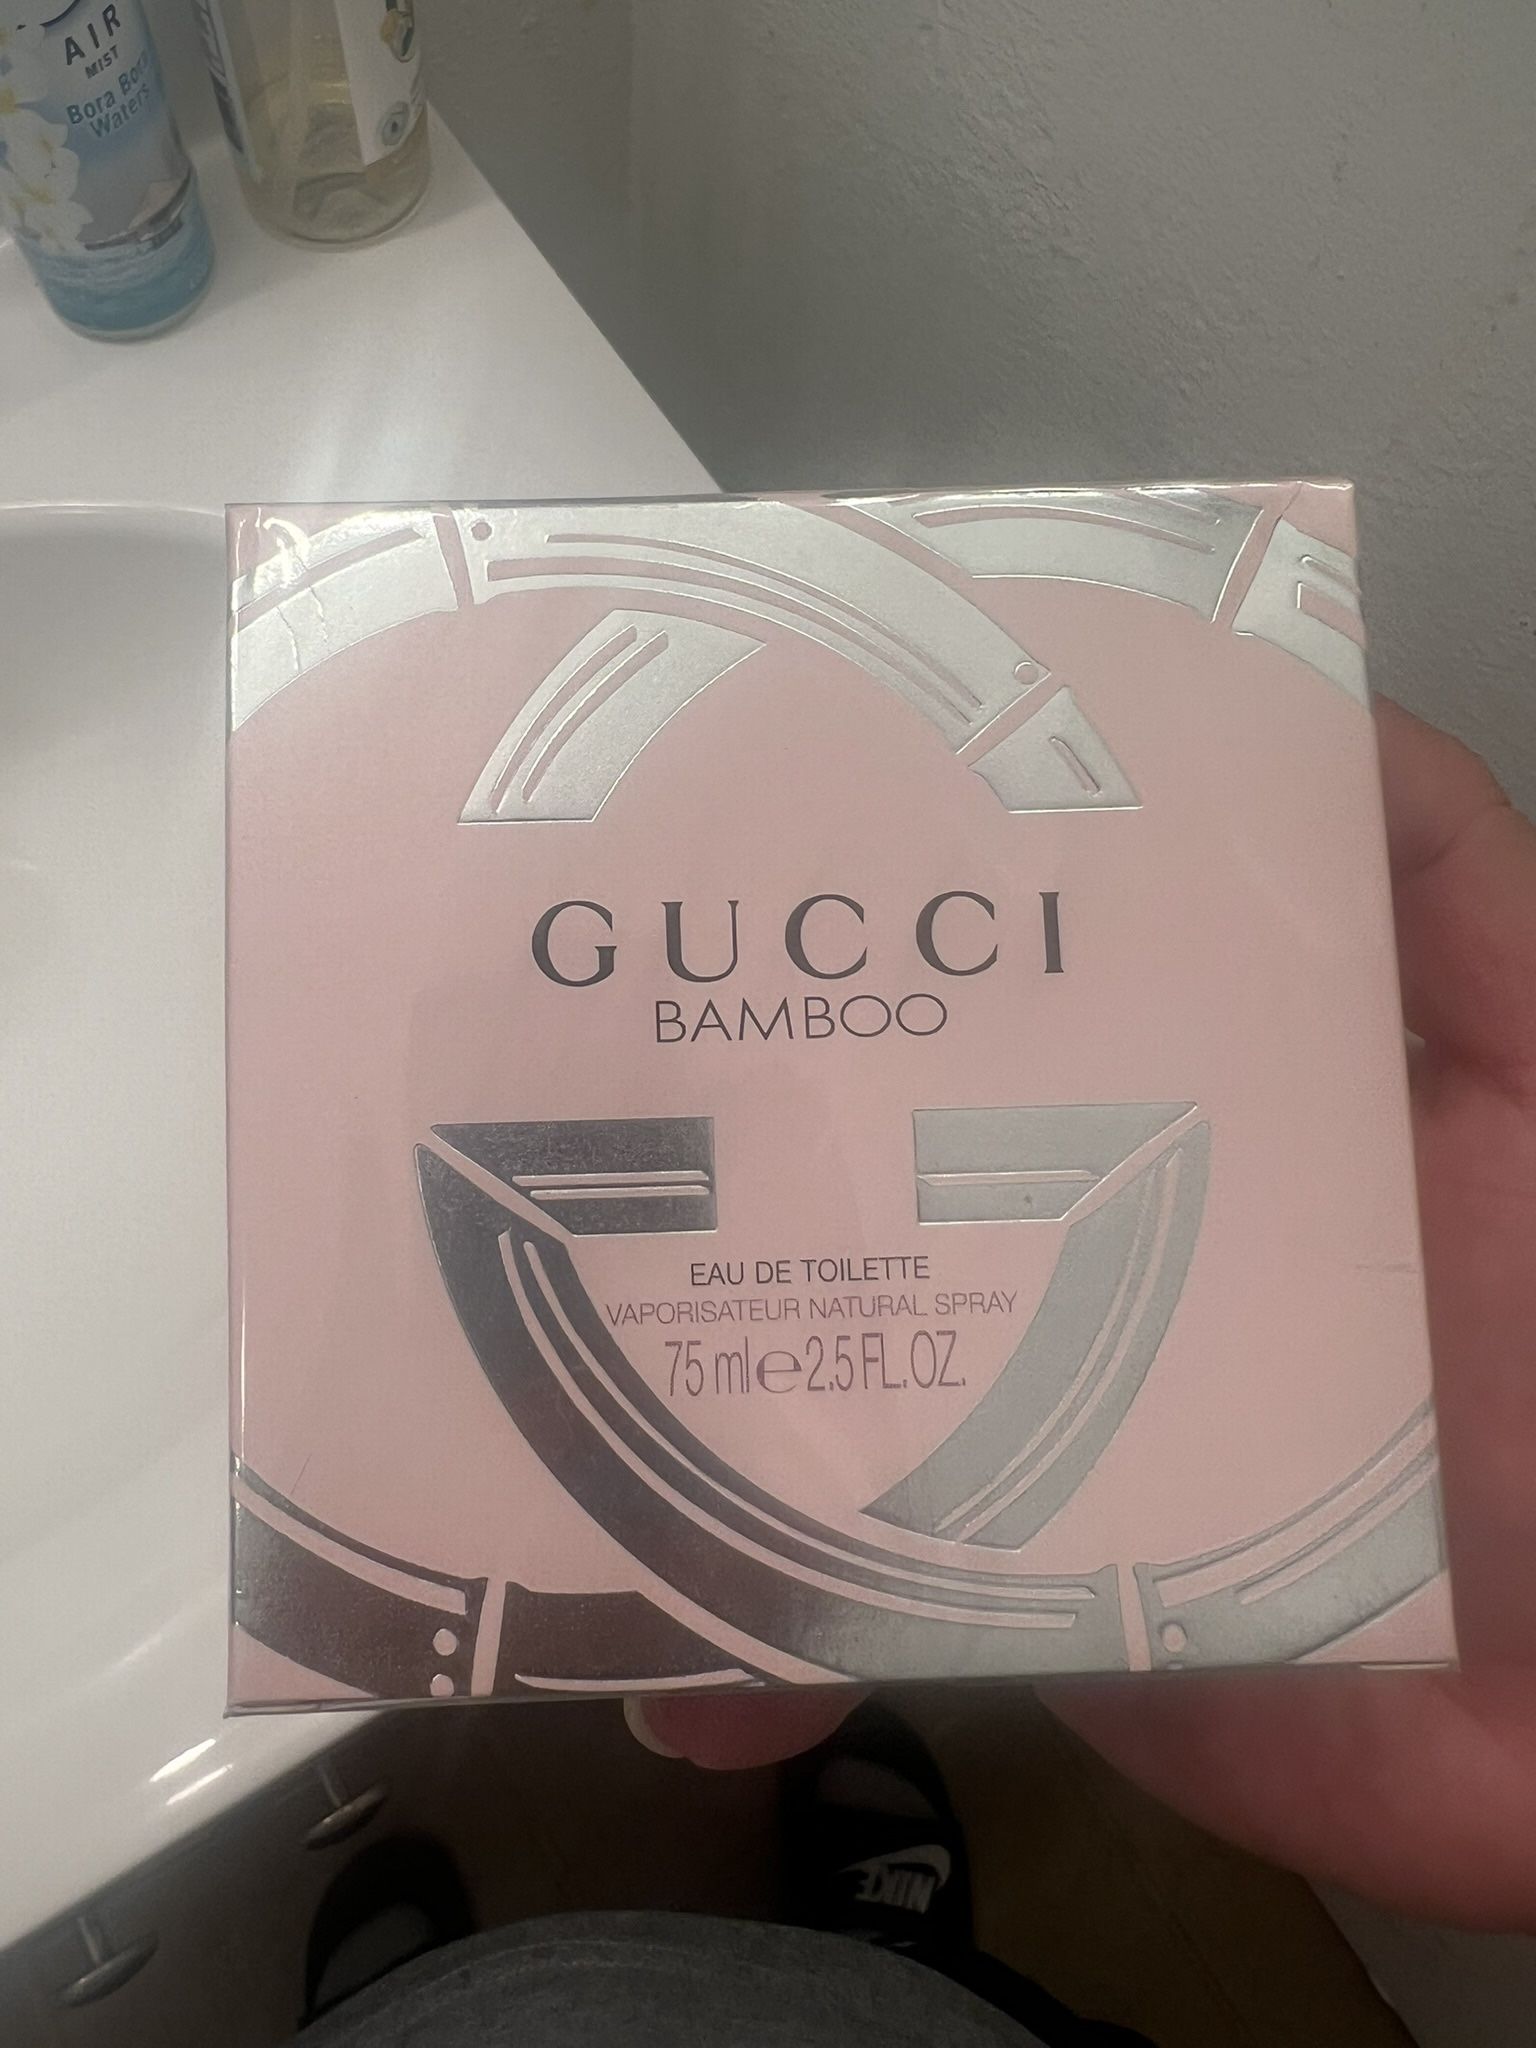 AIR
MIST
Bora Bora
Waters
GUCCI
BAMBOO
EAU DE TOILETTE
VAPORISATEUR NATURAL SPRAY
75 ml e 2.5 FL.OZ.
NIKE